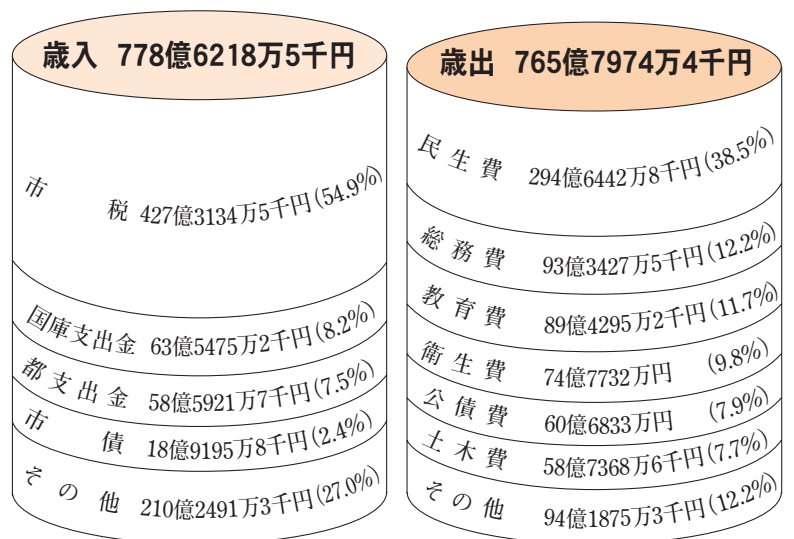 歳入 778億6218万5千円
市税 427億3134万5千円(54.9%)
国庫支出金 63億5475万2千円(8.2%)
都支出金 58億5921万7千円(7.5%)
市債 18億9195万8千円(2.4%)
その他 210億2491万3千円(27.0%)
歳出 765億7974万4千円
民生費 294億6442万8千円(38.5%)
総務費 93億3427万5千円(12.2%)
教育費 89億4295万2千円(11.7%)
衛生費 74億7732万円 (9.8%)
公債費 60億6833万円 (7.9%)
土木費 58億7368万6千円(7.7%)
その他 94億1875万3千円(12.2%)